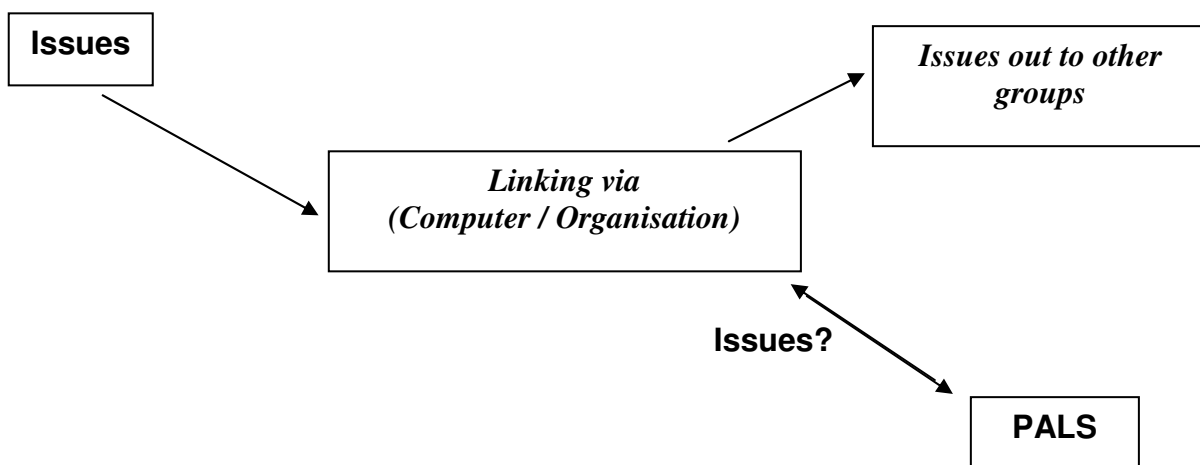 Issues
Issues out to other
groups
Linking via
(Computer / Organisation)
Issues?
PALS